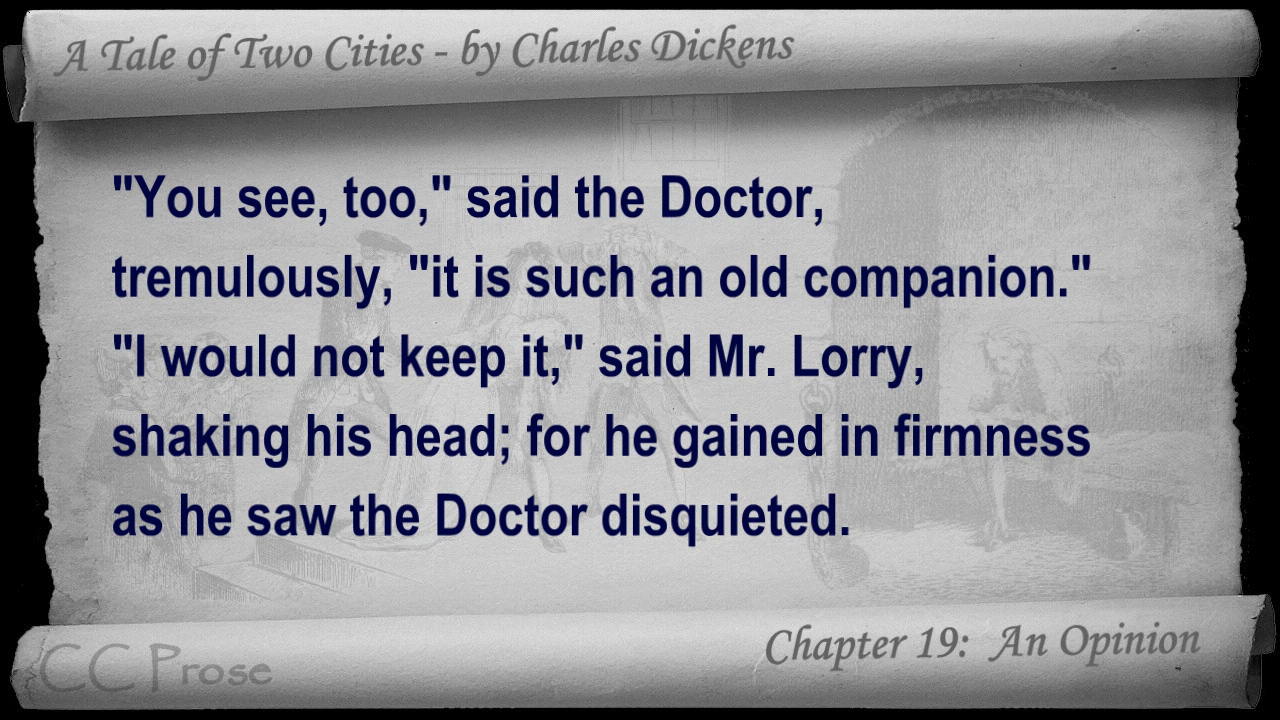 A Tale of Two Cities - by Charles Dickens
"You see, too," said the Doctor,
tremulously, "it is such an old companion."
"I would not keep it," said Mr. Lorry,
shaking his head; for he gained in firmness
as he saw the Doctor disquieted.
Chapter 19: An Opinion
CC Prose